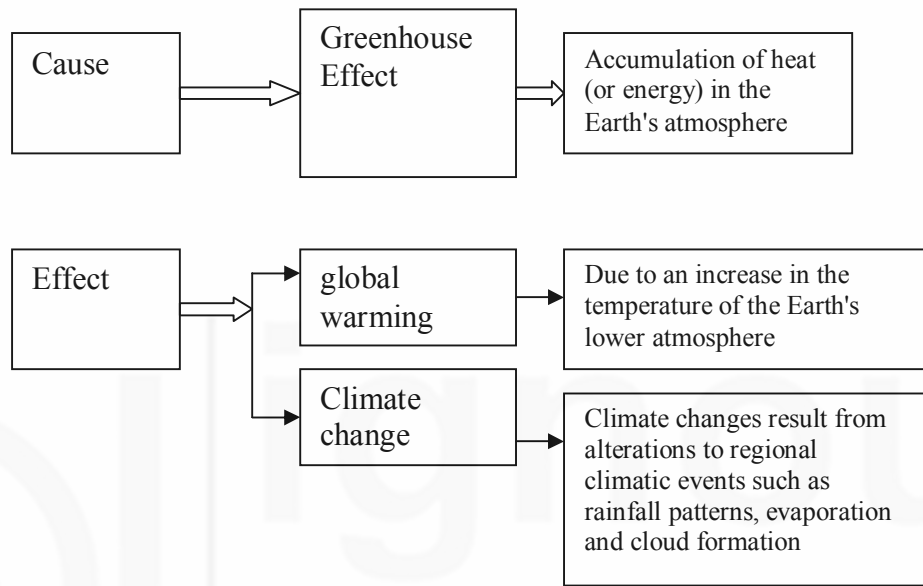 Cause
Greenhouse
Effect
Accumulation of heat
(or energy) in the
Earth's atmosphere
Effect
global
warming
Due to an increase in the
temperature of the Earth's
lower atmosphere
Climate
change
Climate changes result from
alterations to regional
climatic events such as
rainfall patterns, evaporation
and cloud formation
ignou